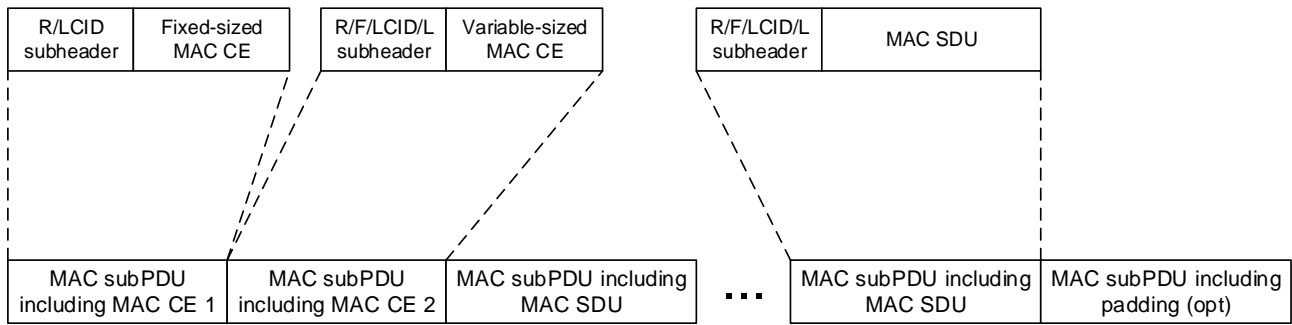 R/LCID
subheader
Fixed-sized
MAC CE
R/F/LCID/L
subheader
Variable-sized
MAC CE
R/F/LCID/L
subheader
MAC SDU
MAC subPDU
including MAC CE 1
MAC subPDU
including MAC CE 2
MAC subPDU including
MAC SDU
...
MAC subPDU including
MAC SDU
MAC subPDU including
padding (opt)